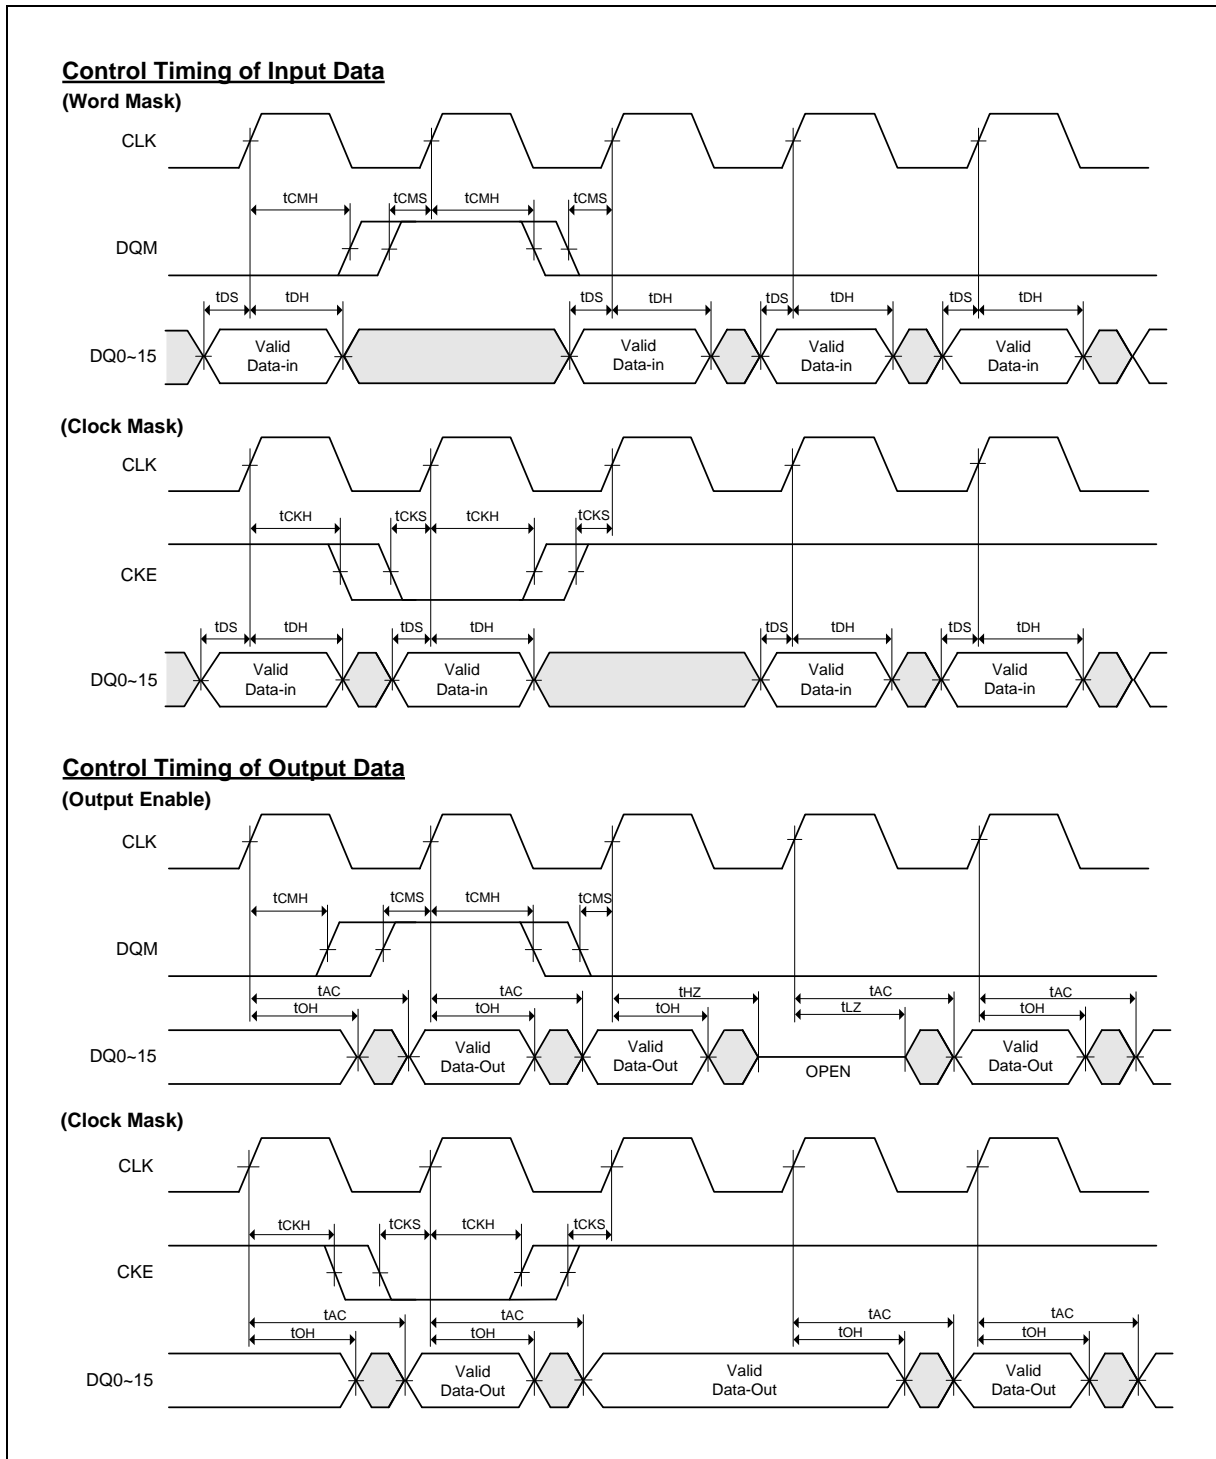 Control Timing of Input Data
(Word Mask)
CLK
tCMH tCMS tCMH tCMS
DQM
tDS tDH tDS tDH tDS tDH tDS tDH
DQ0~15
Valid Data-in
Valid Data-in
Valid Data-in
Valid Data-in
(Clock Mask)
CLK
tCKH tCKS tCKH tCKS
CKE
tDS tDH tDS tDH tDS tDH tDS tDH
DQ0~15
Valid Data-in
Valid Data-in
Valid Data-in
Valid Data-in
Control Timing of Output Data
(Output Enable)
CLK
tCMH tCMS tCMH tCMS
DQM
tAC tAC tHZ tAC tAC
tOH tOH tOH tLZ tOH
DQ0~15
Valid Data-Out
Valid Data-Out
OPEN
Valid Data-Out
(Clock Mask)
CLK
tCKH tCKS tCKH tCKS
CKE
tAC tAC tAC tAC
tOH tOH tOH tOH
DQ0~15
Valid Data-Out
Valid Data-Out
Valid Data-Out